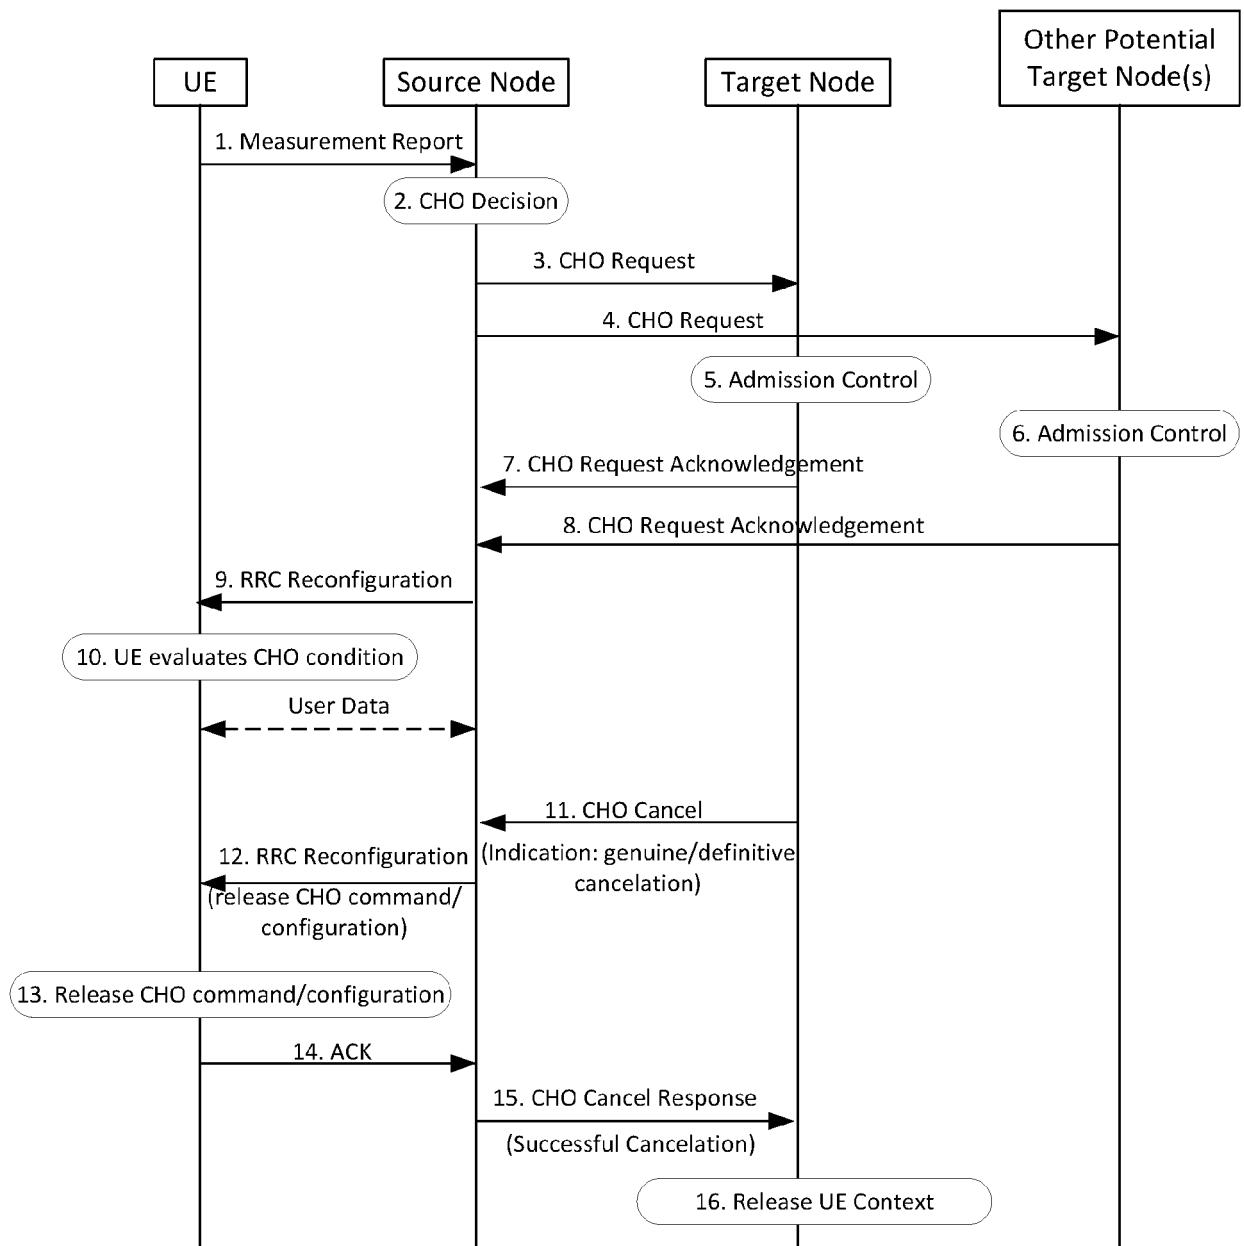 UE
Source Node
Target Node
Other Potential
Target Node(s)
1. Measurement Report
2. CHO Decision
3. CHO Request
4. CHO Request
5. Admission Control
6. Admission Control
7. CHO Request Acknowledgement
8. CHO Request Acknowledgement
9. RRC Reconfiguration
10. UE evaluates CHO condition
User Data
11. CHO Cancel
(Indication: genuine/definitive
cancelation)
12. RRC Reconfiguration
(release CHO command/
configuration)
13. Release CHO command/configuration
14. ACK
15. CHO Cancel Response
(Successful Cancelation)
16. Release UE Context